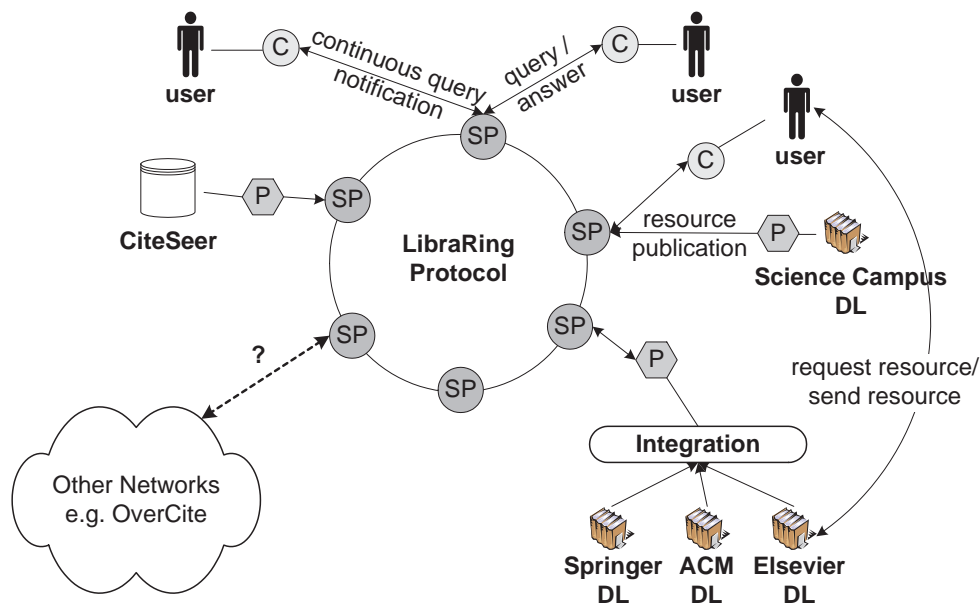 C
continuous query
notification
user
query /
answer
C
user
SP
user
C
P
SP
CiteSeer
LibraRing
Protocol
SP
resource
publication
P
Science Campus
DL
SP
SP
SP
P
?
request resource/
send resource
Integration
Other Networks
e.g. OverCite
Springer
DL
ACM
DL
Elsevier
DL